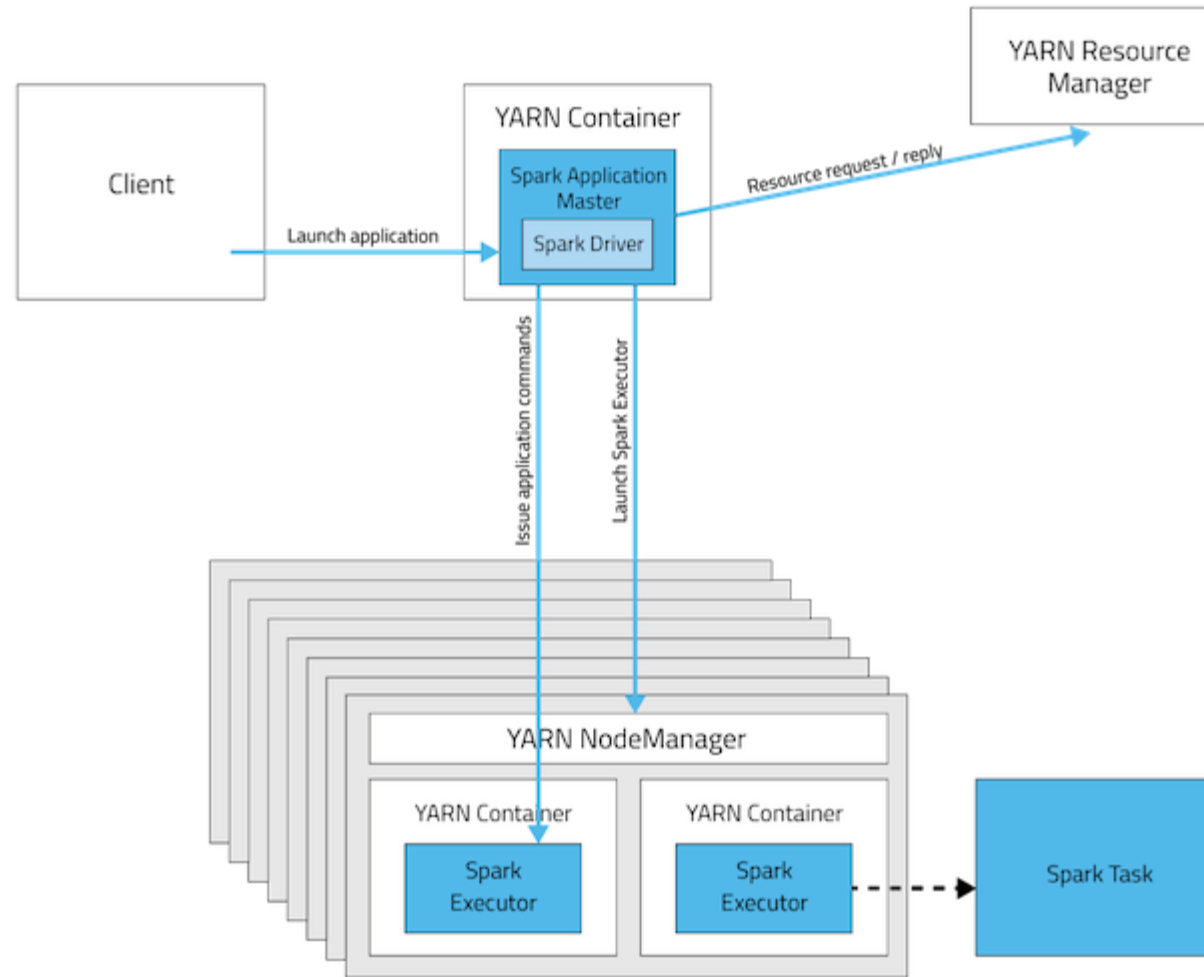 YARN Resource
Manager
Client
YARN Container
Spark Application
Master
Spark Driver
Launch application
Resource request / reply
Issue application commands
Launch Spark Executor
YARN NodeManager
YARN Container
Spark
Executor
YARN Container
Spark
Executor
Spark Task